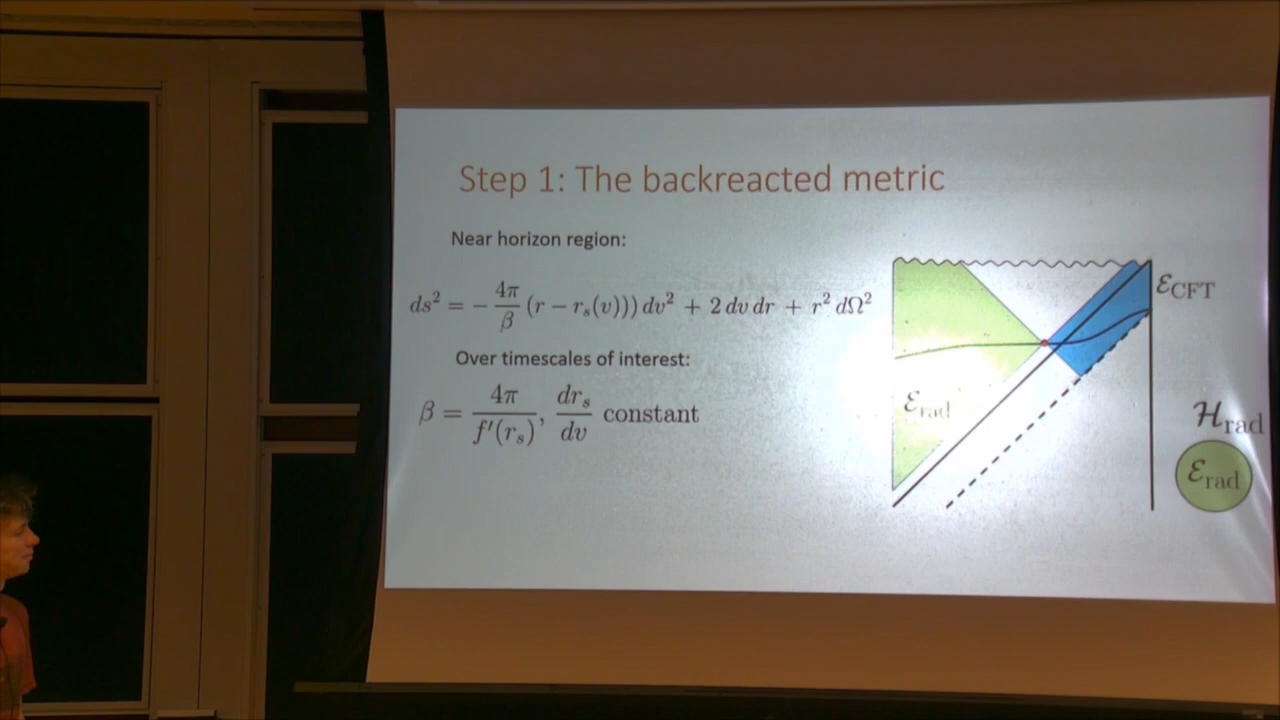 Step 1: The backreacted metric
Near horizon region:
ds² = − 4π/β (r − r_s(v))) dv² + 2 dv dr + r² dΩ²
Over timescales of interest:
β = 4π/f′(r_s), dr_s/dv constant
ℰ_CFT
ℰ_rad
ℋ_rad
ℰ_rad